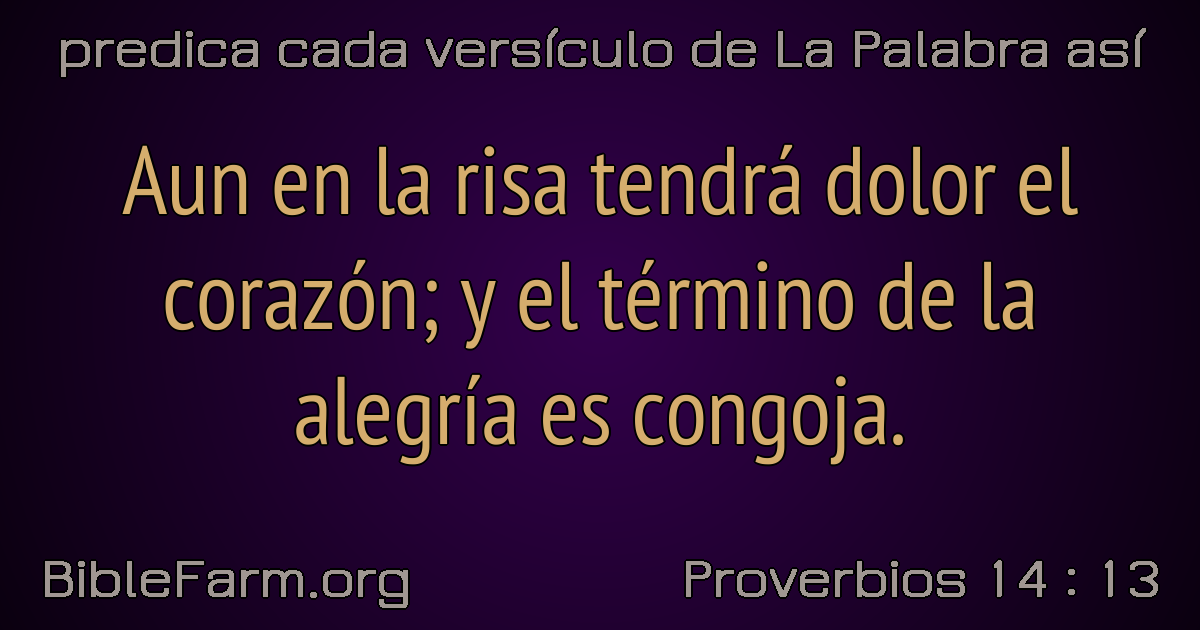 predica cada versículo de La Palabra así
Aun en la risa tendrá dolor el
corazón; y el término de la
alegría es congoja.
BibleFarm.org
Proverbios 14 : 13